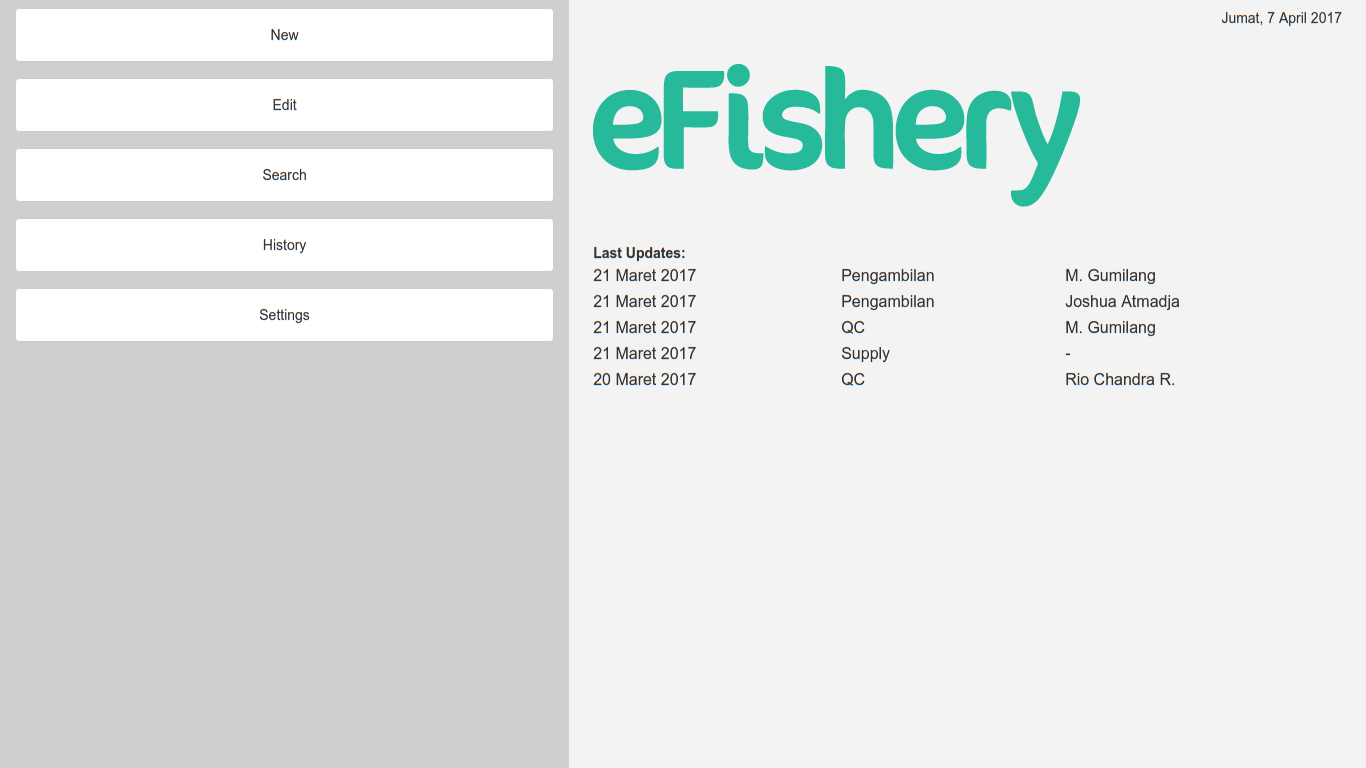 New
Edit
Search
History
Settings
Jumat, 7 April 2017
eFishery
Last Updates:
21 Maret 2017 Pengambilan M. Gumilang
21 Maret 2017 Pengambilan Joshua Atmadja
21 Maret 2017 QC M. Gumilang
21 Maret 2017 Supply -
20 Maret 2017 QC Rio Chandra R.